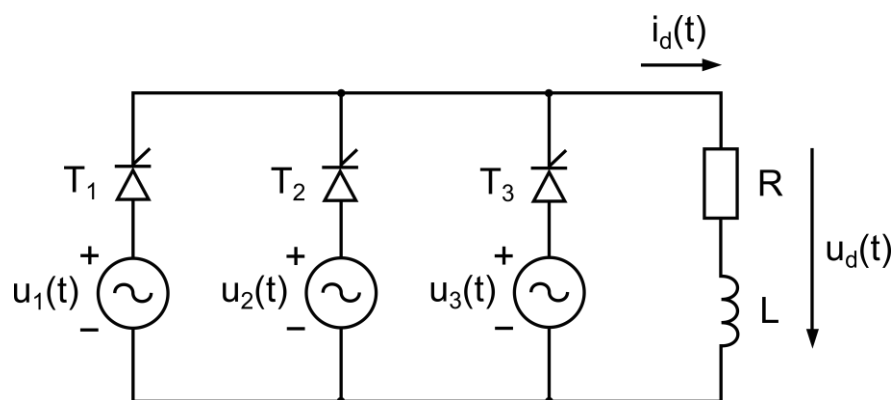 i_d(t)
T_1
T_2
T_3
R
+
+
+
u_1(t)
u_2(t)
u_3(t)
u_d(t)
L
−
−
−